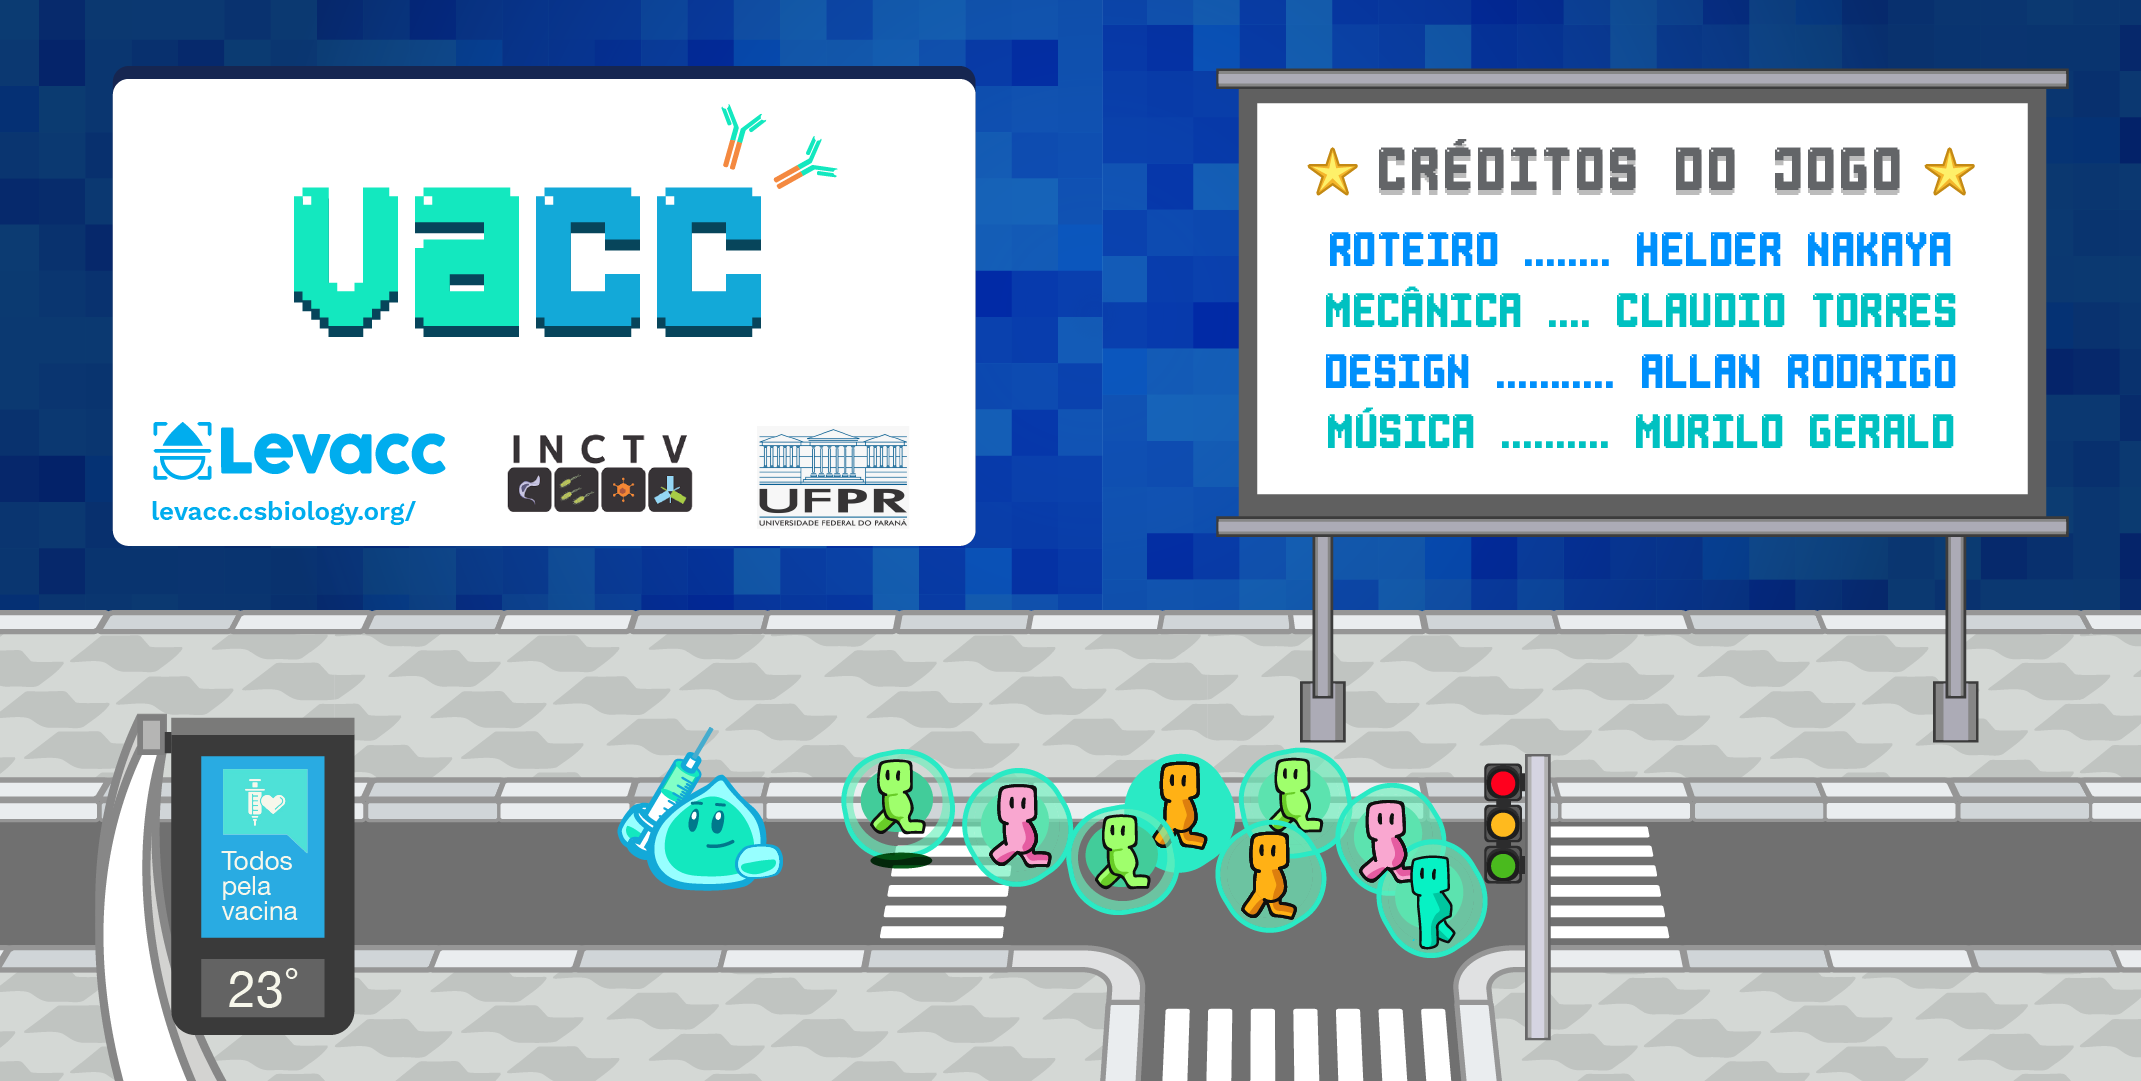 vacc
Levacc
levacc.csbiology.org/
INCTV
UFPR
UNIVERSIDADE FEDERAL DO PARANÁ
CRÉDITOS DO JOGO
ROTEIRO ........ HELDER NAKAYA
MECÂNICA .... CLAUDIO TORRES
DESIGN ........... ALLAN RODRIGO
MÚSICA .......... MURILO GERALD
Todos
pela
vacina
23°